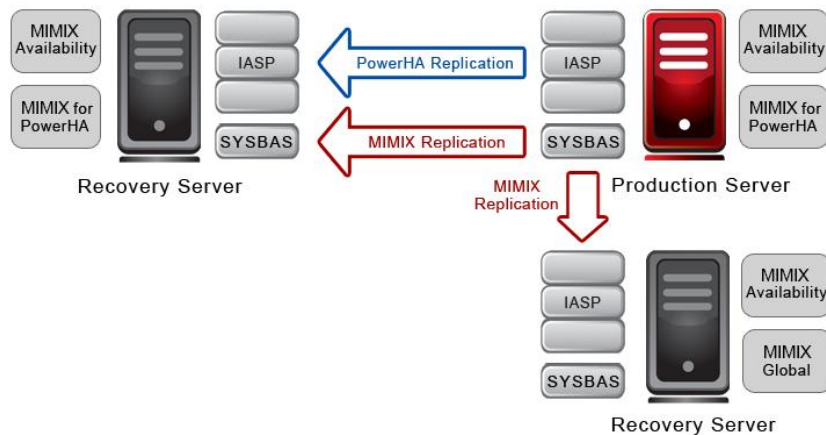 MIMIX
Availability
MIMIX for
PowerHA
IASP
SYSBAS
Recovery Server
PowerHA Replication
MIMIX Replication
IASP
SYSBAS
MIMIX
Availability
MIMIX for
PowerHA
Production Server
MIMIX
Replication
IASP
SYSBAS
MIMIX
Availability
MIMIX
Global
Recovery Server